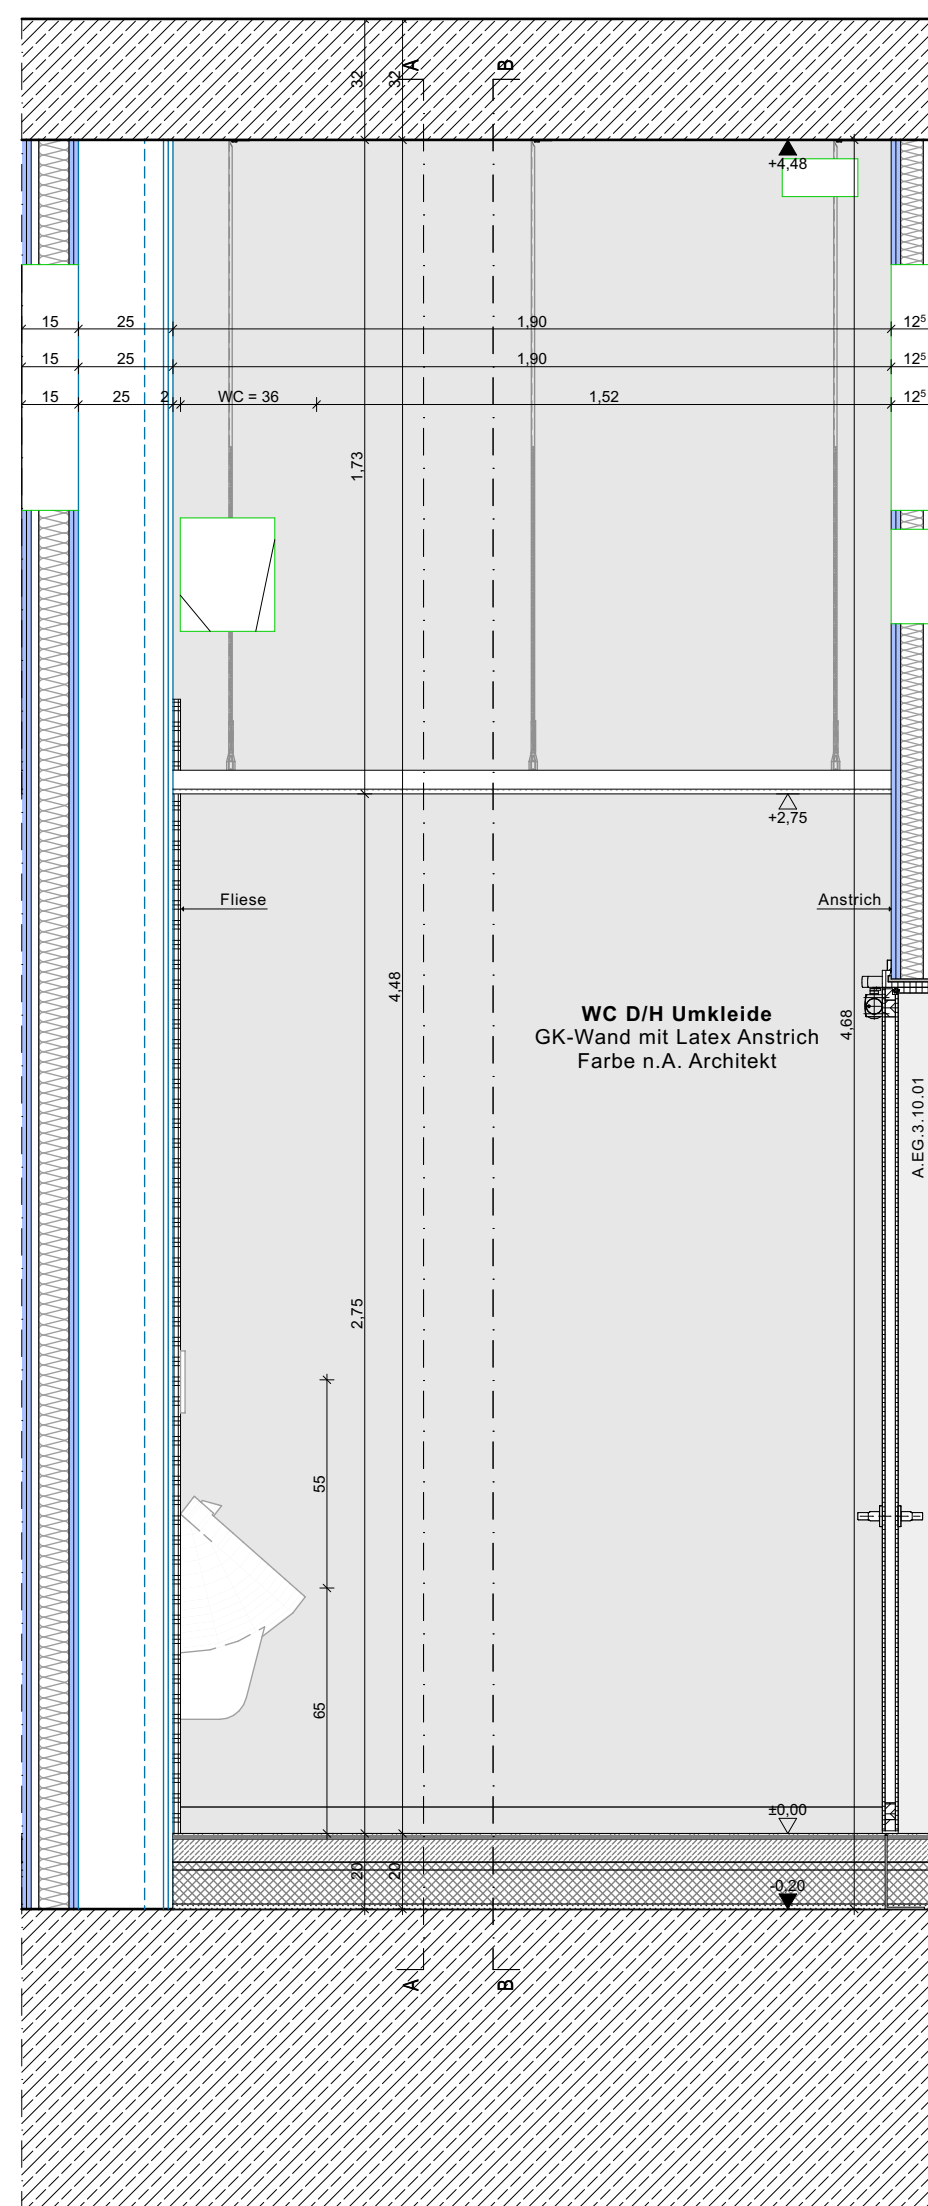 A
B
32
32
+4,48
15
25
1,90
12⁵
15
25
1,90
12⁵
15
25
2
WC = 36
1,52
12⁵
1,73
+2,75
Fliese
Anstrich
4,48
4,68
WC D/H Umkleide
GK-Wand mit Latex Anstrich
Farbe n.A. Architekt
A.EG.3.10.01
2,75
55
65
±0,00
20
20
-0,20
A
B